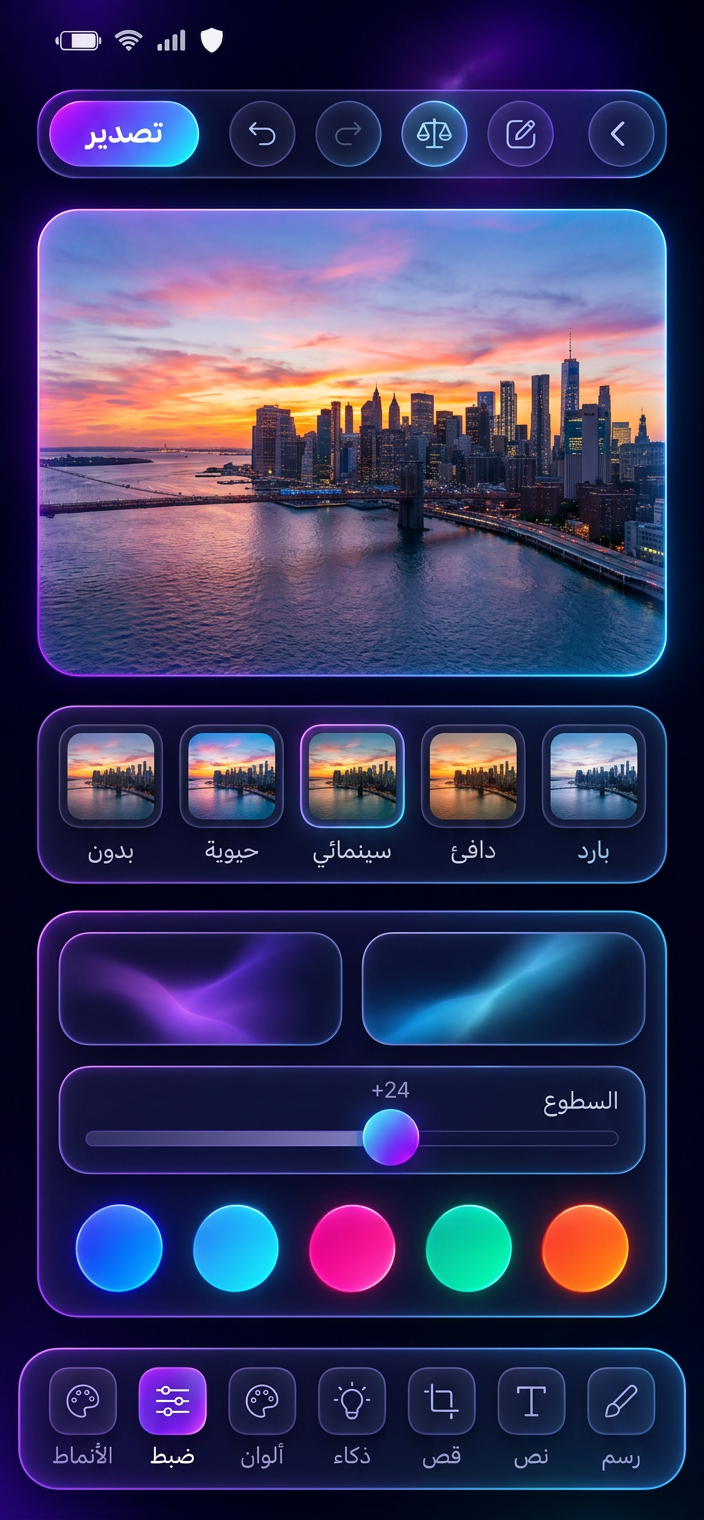 تصدير
بارد
دافئ
سينمائي
حيوية
بدون
السطوع
+24
رسم
نص
قص
ذكاء
ألوان
ضبط
الأنماط